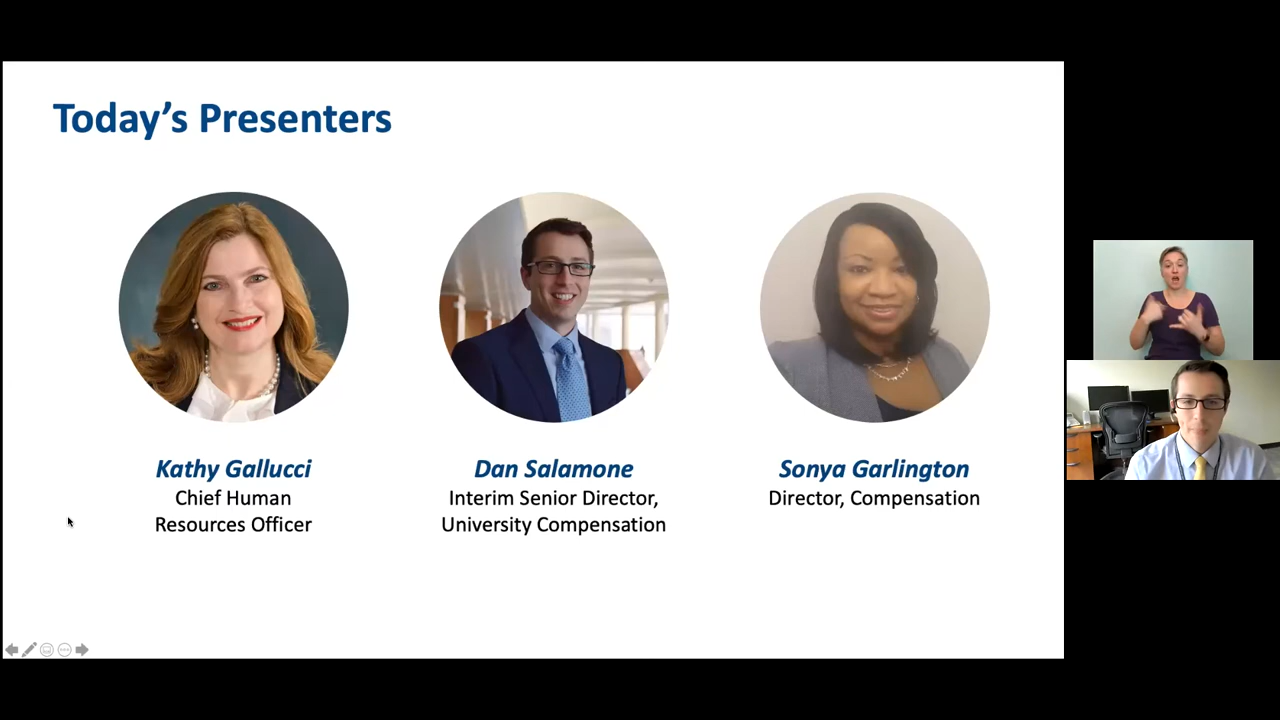 Today's Presenters
Kathy Gallucci
Chief Human
Resources Officer
Dan Salamone
Interim Senior Director,
University Compensation
Sonya Garlington
Director, Compensation